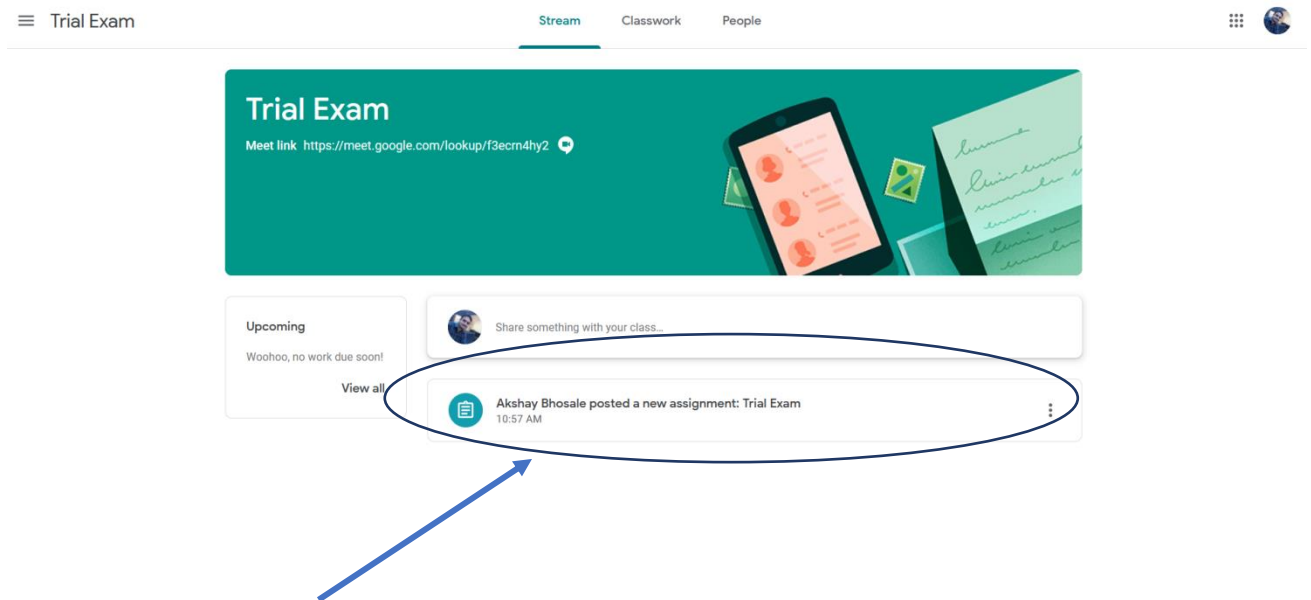 Trial Exam
Stream Classwork People
Trial Exam
Meet link https://meet.google.com/lookup/f3ecm4hy2
Upcoming
Woohoo, no work due soon!
View all
Share something with your class...
Akshay Bhosale posted a new assignment: Trial Exam
10:57 AM